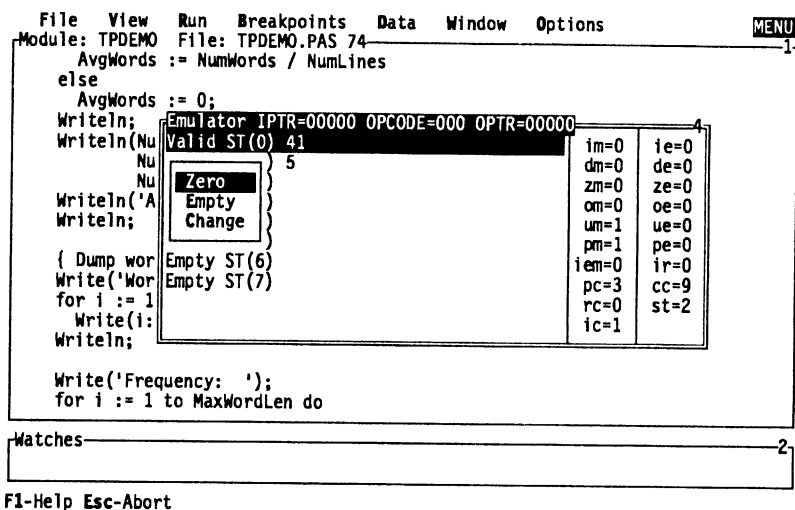 File View Run Breakpoints Data Window Options MENU
Module: TPDEMO File: TPDEMO.PAS 74 1
AvgWords := NumWords / NumLines
else
AvgWords := 0;
Writeln;
Emulator IPTR=00000 OPCODE=000 OPTR=00000 4
Writeln(Nu
Valid ST(0) 41
im=0 ie=0
Nu
) 5
dm=0 de=0
Nu
Zero
)
zm=0 ze=0
Writeln('A
Empty
)
om=0 oe=0
Writeln;
Change
)
um=1 ue=0
)
pm=1 pe=0
{ Dump wor
Empty ST(6)
iem=0 ir=0
Write('Wor
Empty ST(7)
pc=3 cc=9
for i := 1
rc=0 st=2
Write(i:
ic=1
Writeln;
Write('Frequency: ');
for i := 1 to MaxWordLen do
Watches 2
F1-Help Esc-Abort